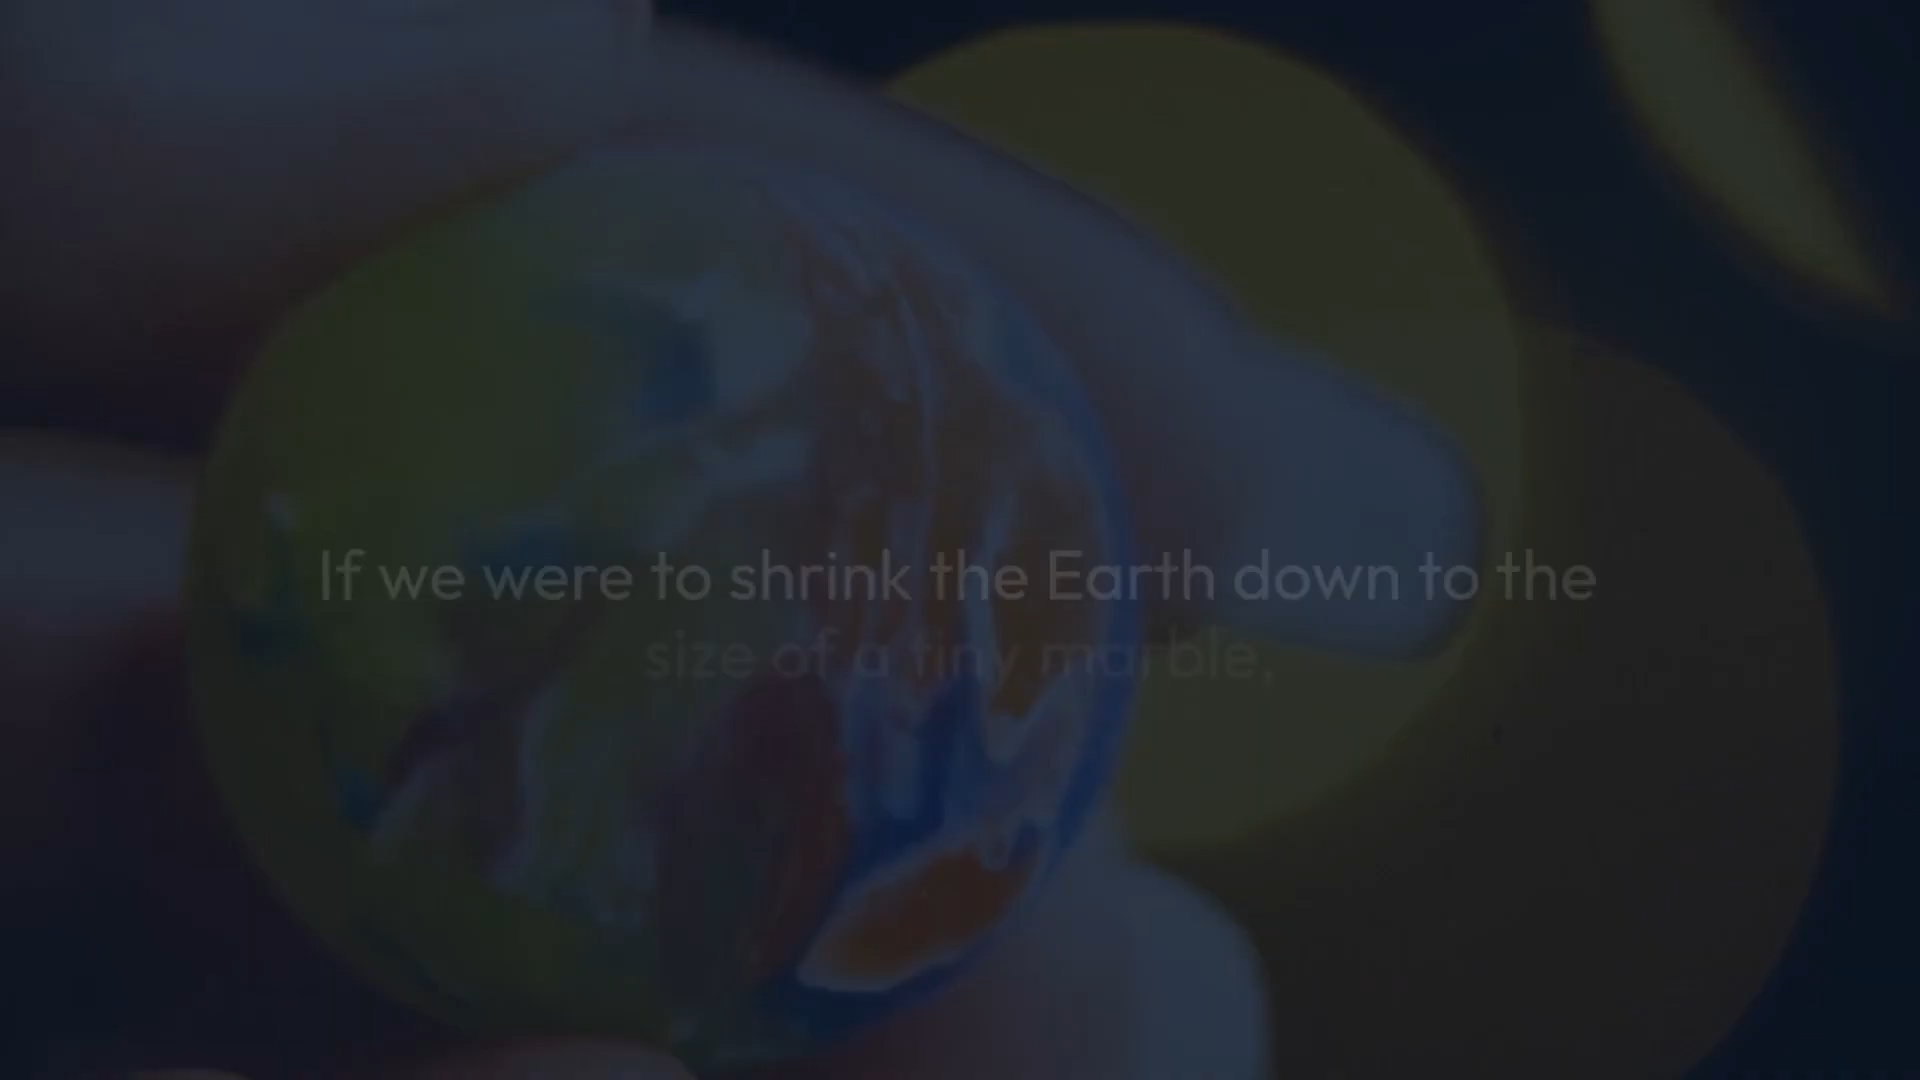 If we were to shrink the Earth down to the
size of a tiny marble,